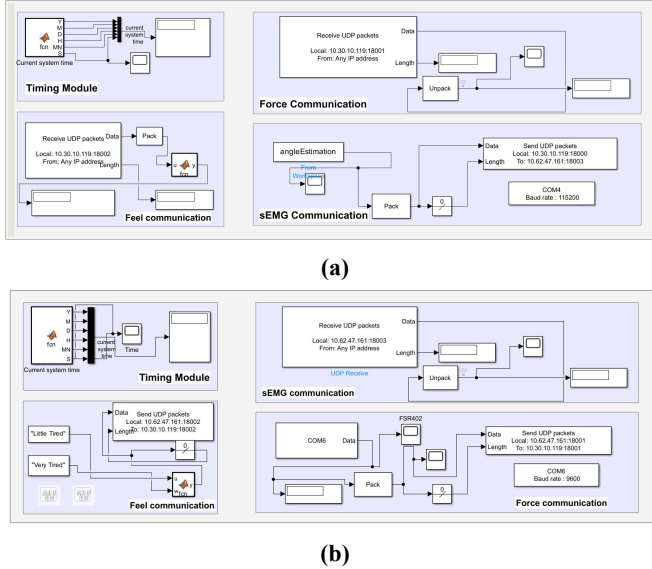 Y
M
D
H
MN
S
fcn
current
system
time
Current system time
Timing Module
Receive UDP packets
Local: 10.30.10.119:18001
From: Any IP address
Data
Length
Unpack
Force Communication
Receive UDP packets
Local: 10.30.10.119:18002
From: Any IP address
Data
Length
Pack
u
y
fcn
Feel communication
angleEstimation
From
Workspace
Pack
0
Data
Length
Send UDP packets
Local: 10.30.10.119:18000
To: 10.62.47.161:18003
COM4
Baud rate : 115200
sEMG Communication
(a)
Y
M
D
H
MN
S
fcn
current
system
time
Time
Current system time
Timing Module
Receive UDP packets
Local: 10.62.47.161:18003
From: Any IP address
Data
Length
UDP Receive
Unpack
sEMG communication
"Little Tired"
"Very Tired"
Data
Length
Send UDP packets
Local: 10.62.47.161:18002
To: 10.30.10.119:18002
0
u
w
y
fcn
Feel communication
COM6
Data
FSR402
Pack
0
Data
Length
Send UDP packets
Local: 10.62.47.161:18001
To: 10.30.10.119:18001
COM6
Baud rate : 9600
Force communication
(b)